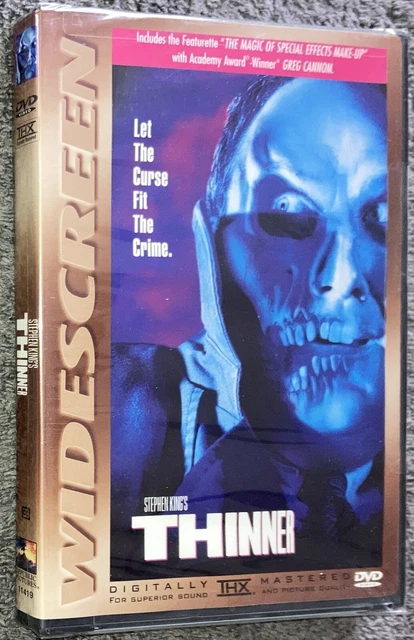 Includes the Featurette "THE MAGIC OF SPECIAL EFFECTS MAKE-UP"
with Academy Award®-Winner* GREG CANNOM.
Let
The
Curse
Fit
The
Crime.
STEPHEN KING'S
THINNER
DIGITALLY THX MASTERED
FOR SUPERIOR SOUND AND PICTURE QUALITY
DVD
WIDESCREEN
DVD
THX
STEPHEN KING'S
THINNER